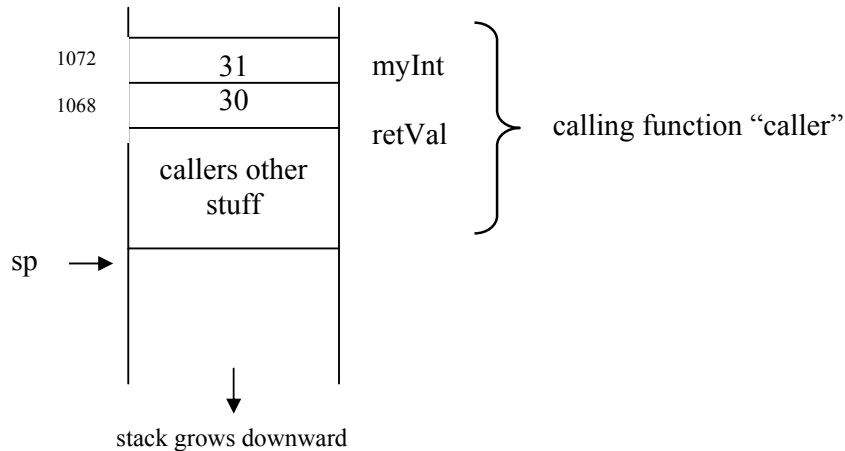 1072
31
myInt
1068
30
retVal
calling function “caller”
callers other
stuff
sp
stack grows downward